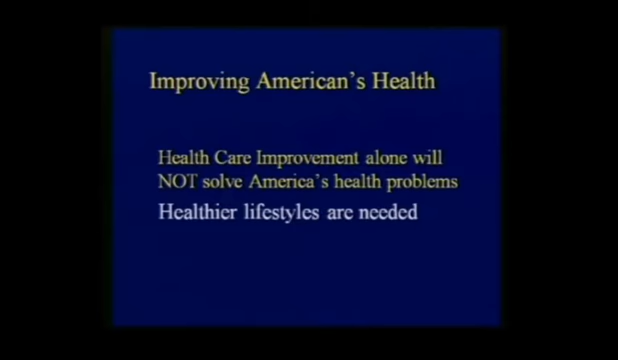 Improving American's Health
Health Care Improvement alone will
NOT solve America's health problems
Healthier lifestyles are needed